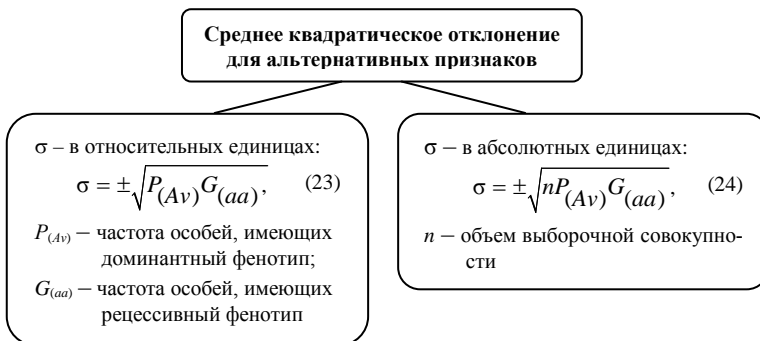 Среднее квадратическое отклонение
для альтернативных признаков
σ – в относительных единицах:
σ = ±√P(Av)G(aa), (23)
P(Av) – частота особей, имеющих
доминантный фенотип;
G(aa) – частота особей, имеющих
рецессивный фенотип
σ – в абсолютных единицах:
σ = ±√nP(Av)G(aa), (24)
n – объем выборочной совокупно-
сти